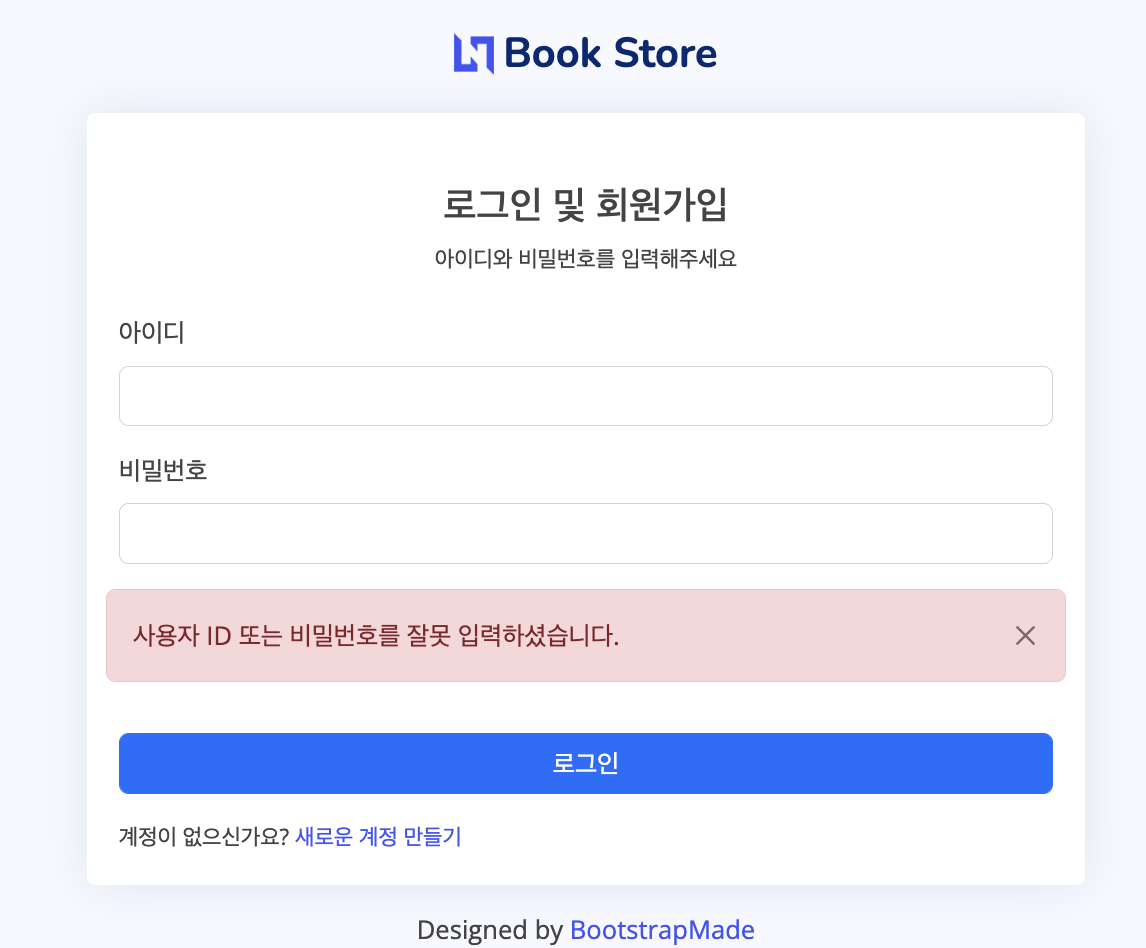 Book Store
로그인 및 회원가입
아이디와 비밀번호를 입력해주세요
아이디
비밀번호
사용자 ID 또는 비밀번호를 잘못 입력하셨습니다.
로그인
계정이 없으신가요? 새로운 계정 만들기
Designed by BootstrapMade